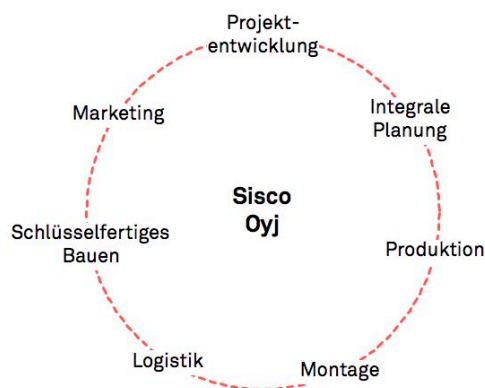 Projekt-
entwicklung
Integrale
Planung
Marketing
Sisco
Oyj
Schlüsselfertiges
Bauen
Produktion
Logistik
Montage